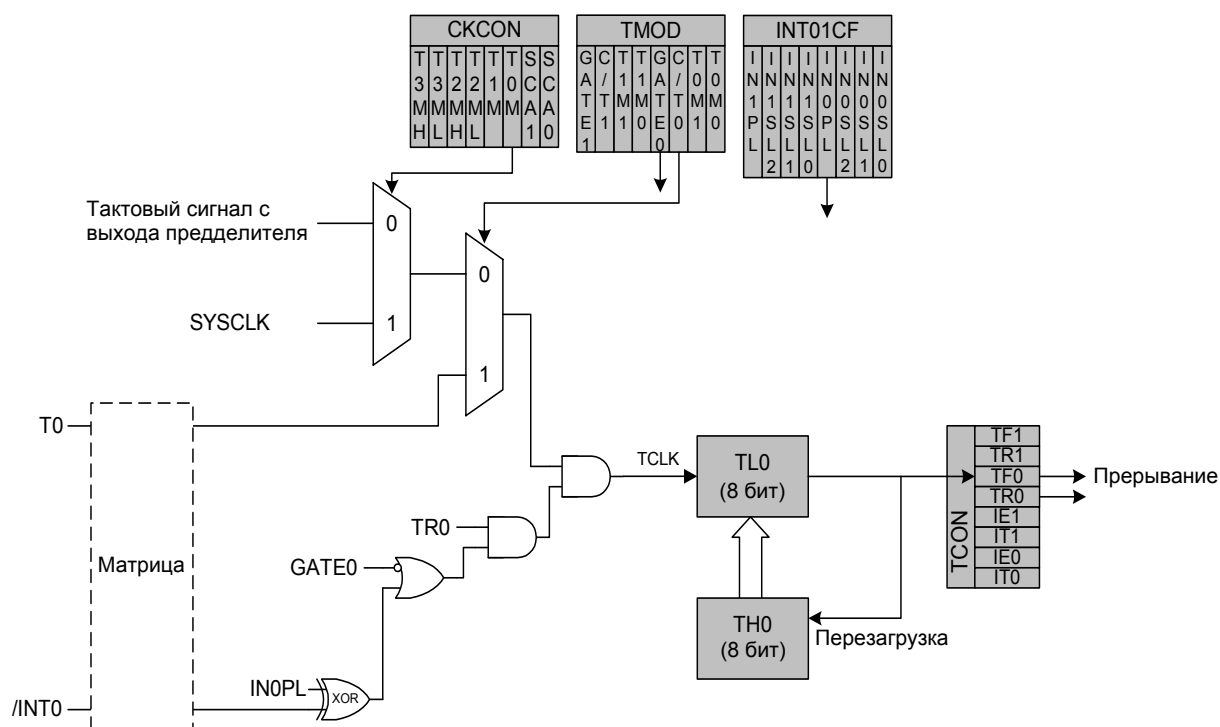 CKCON
T3MH
T3ML
T2MH
T2ML
T1M
T0M
SCA1
SCA0
TMOD
GATE1
C/T1
T1M1
T1M0
GATE0
C/T0
T0M1
T0M0
INT01CF
IN1PL
IN1SL2
IN1SL1
IN1SL0
IN0PL
IN0SL2
IN0SL1
IN0SL0
Тактовый сигнал с
выхода предделителя
0
SYSCLK
1
0
1
T0
Матрица
/INT0
TR0
GATE0
IN0PL
XOR
TCLK
TL0
(8 бит)
TH0
(8 бит)
Перезагрузка
TCON
TF1
TR1
TF0
TR0
IE1
IT1
IE0
IT0
Прерывание